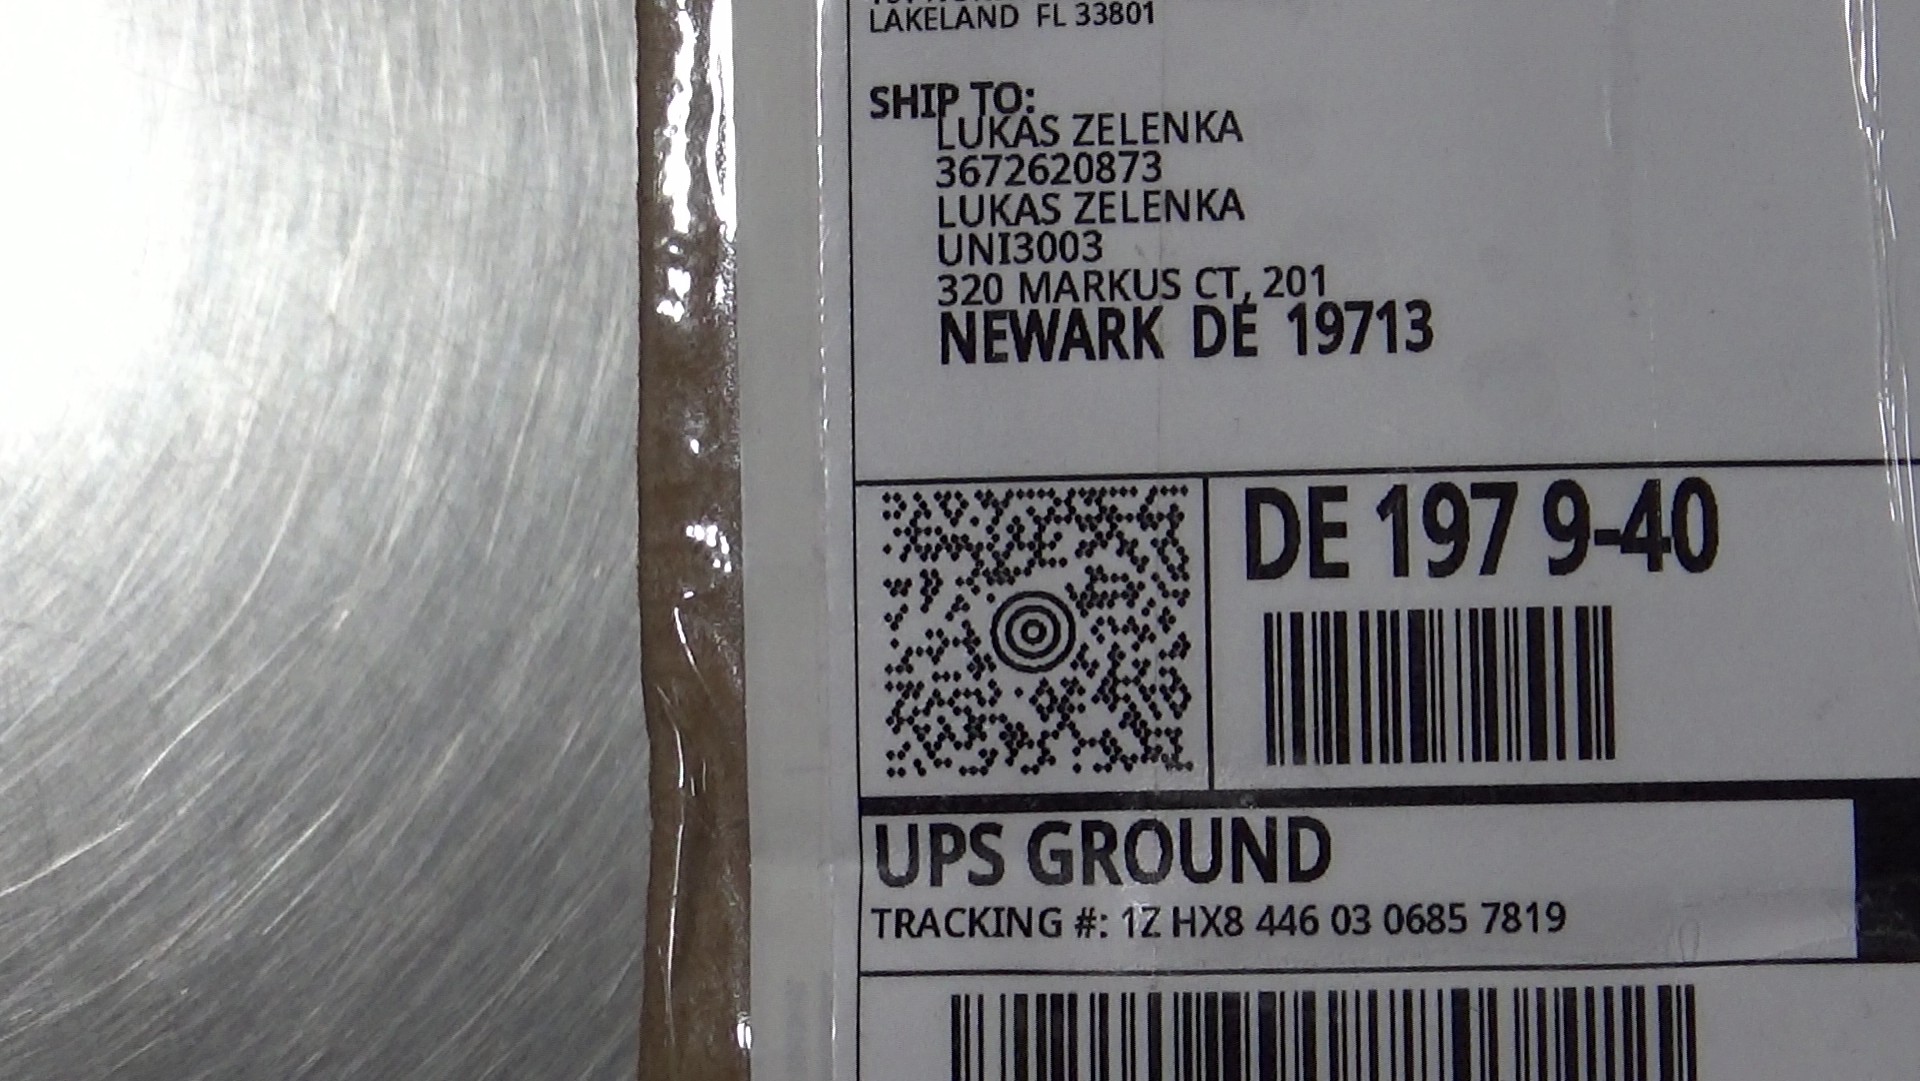 LAKELAND FL 33801
SHIP TO:
LUKAS ZELENKA
3672620873
LUKAS ZELENKA
UNI3003
320 MARKUS CT, 201
NEWARK DE 19713
DE 197 9-40
UPS GROUND
TRACKING #: 1Z HX8 446 03 0685 7819